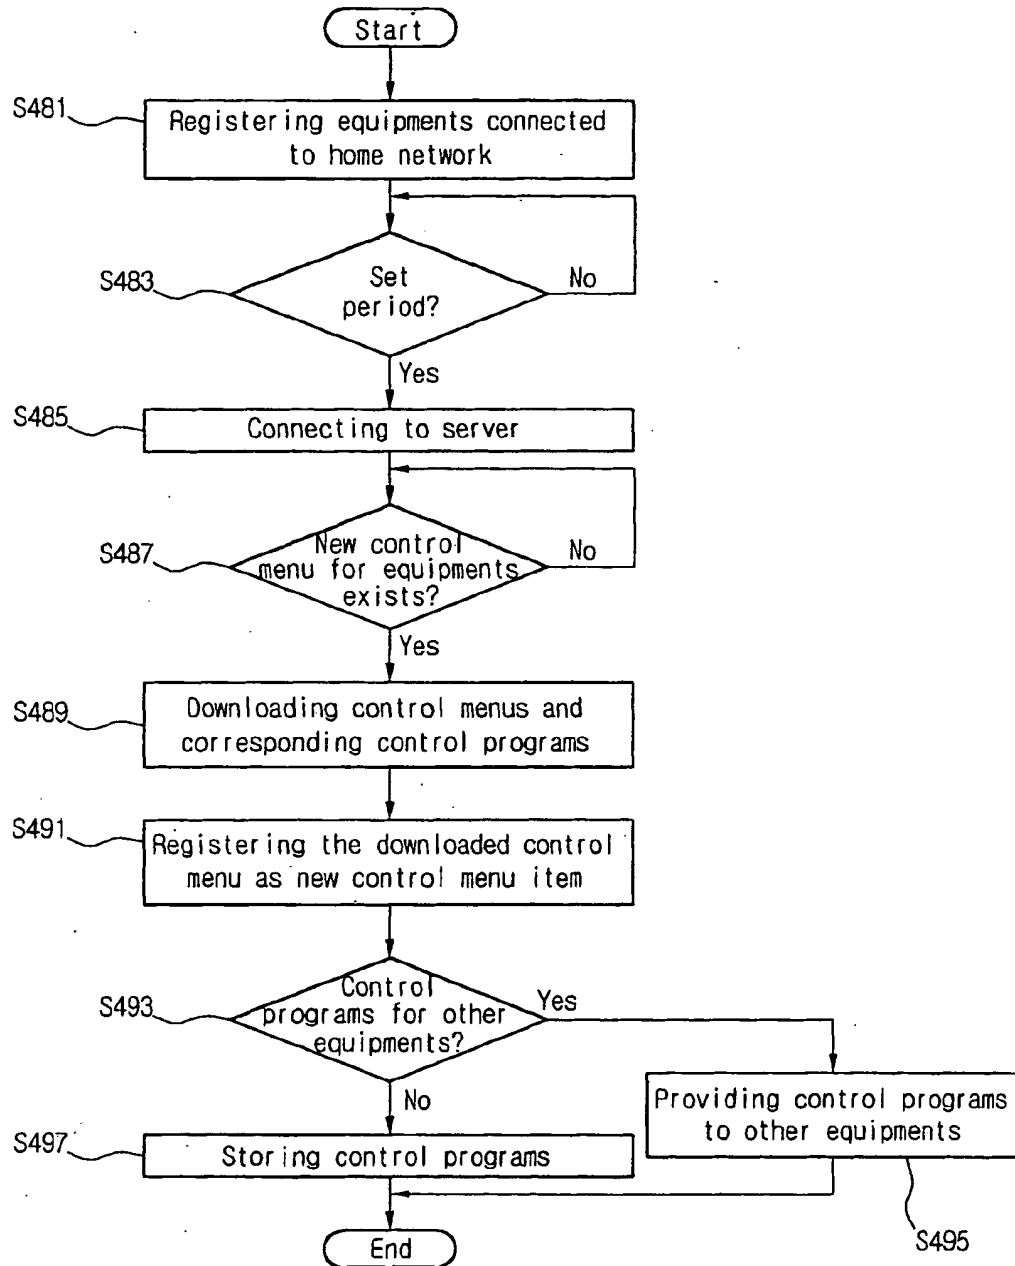 Start
S481
Registering equipments connected
to home network
S483
Set
period?
No
Yes
S485
Connecting to server
S487
New control
menu for equipments
exists?
No
Yes
S489
Downloading control menus and
corresponding control programs
S491
Registering the downloaded control
menu as new control menu item
S493
Control
programs for other
equipments?
Yes
No
Providing control programs
to other equipments
S497
Storing control programs
S495
End